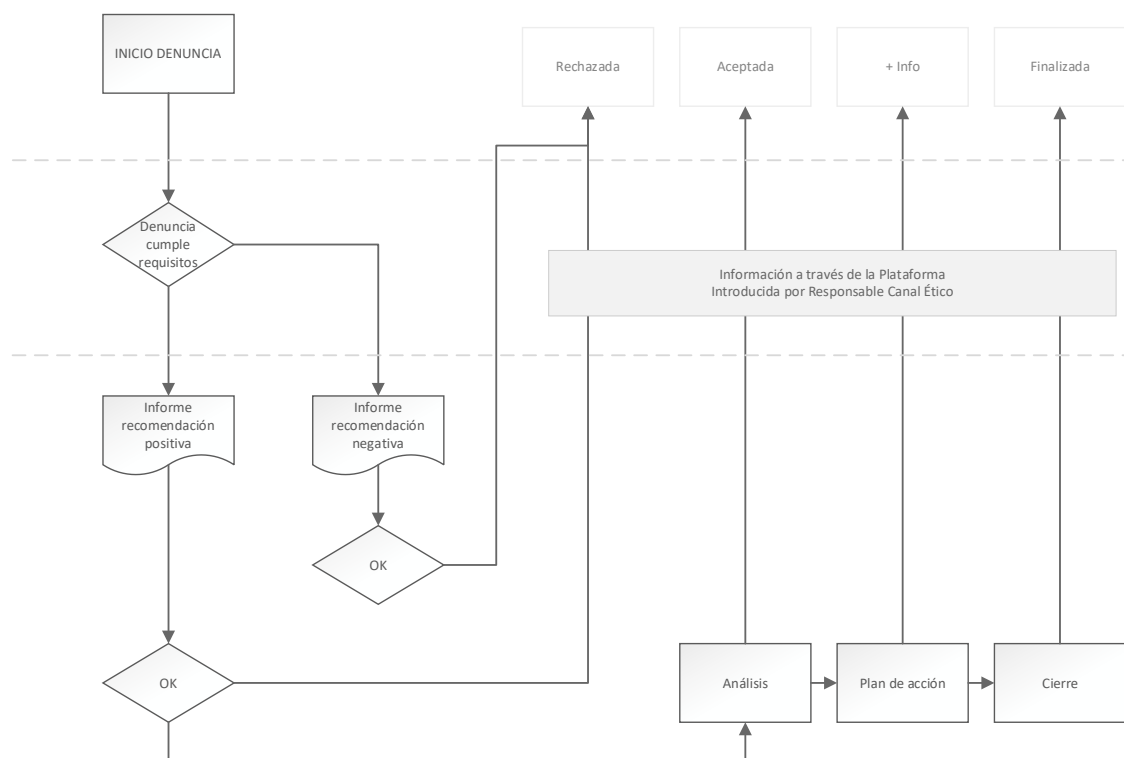 INICIO DENUNCIA
Rechazada
Aceptada
+ Info
Finalizada
Denuncia
cumple
requisitos
Información a través de la Plataforma
Introducida por Responsable Canal Ético
Informe
recomendación
positiva
Informe
recomendación
negativa
OK
OK
Análisis
Plan de acción
Cierre